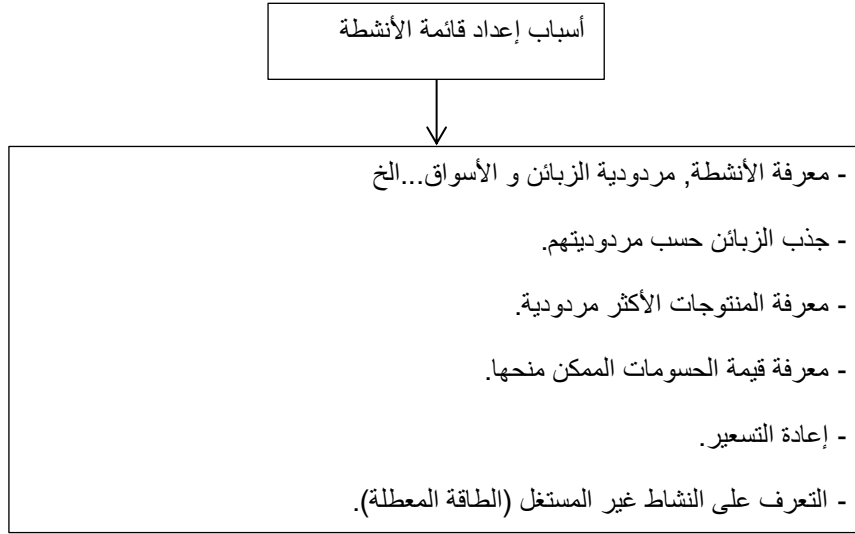 أسباب إعداد قائمة الأنشطة
- معرفة الأنشطة, مردودية الزبائن و الأسواق...الخ
- جذب الزبائن حسب مردوديتهم.
- معرفة المنتوجات الأكثر مردودية.
- معرفة قيمة الحسومات الممكن منحها.
- إعادة التسعير.
- التعرف على النشاط غير المستغل (الطاقة المعطلة).